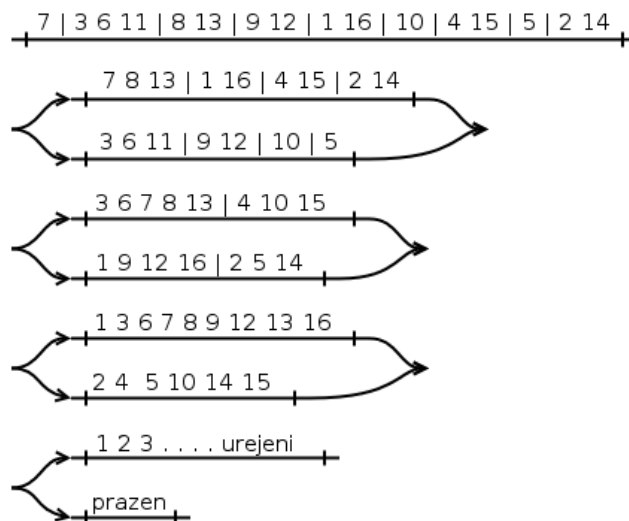 7 | 3 6 11 | 8 13 | 9 12 | 1 16 | 10 | 4 15 | 5 | 2 14
7 8 13 | 1 16 | 4 15 | 2 14
3 6 11 | 9 12 | 10 | 5
3 6 7 8 13 | 4 10 15
1 9 12 16 | 2 5 14
1 3 6 7 8 9 12 13 16
2 4 5 10 14 15
1 2 3 . . . . urejeni
prazen